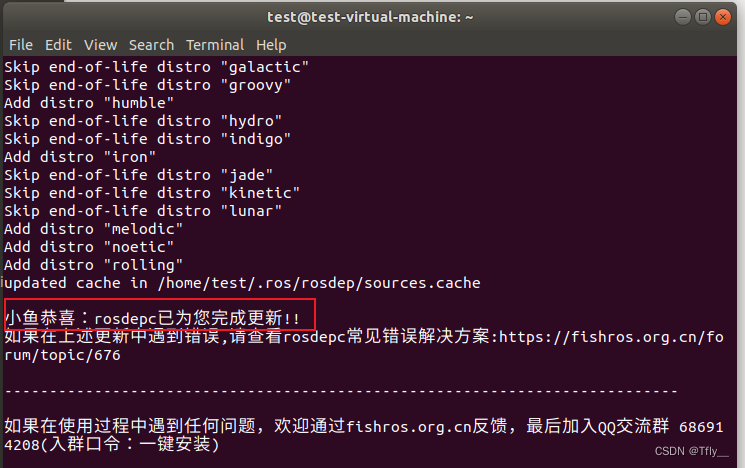 test@test-virtual-machine: ~
File Edit View Search Terminal Help
Skip end-of-life distro "galactic"
Skip end-of-life distro "groovy"
Add distro "humble"
Skip end-of-life distro "hydro"
Skip end-of-life distro "indigo"
Add distro "iron"
Skip end-of-life distro "jade"
Skip end-of-life distro "kinetic"
Skip end-of-life distro "lunar"
Add distro "melodic"
Add distro "noetic"
Add distro "rolling"
updated cache in /home/test/.ros/rosdep/sources.cache
小鱼恭喜：rosdepc已为您完成更新!!
如果在上述更新中遇到错误,请查看rosdepc常见错误解决方案:https://fishros.org.cn/fo
rum/topic/676
---------------------------------------------------------------------------
如果在使用过程中遇到任何问题，欢迎通过fishros.org.cn反馈，最后加入QQ交流群 68691
4208(入群口令：一键安装)
CSDN @Tfly__